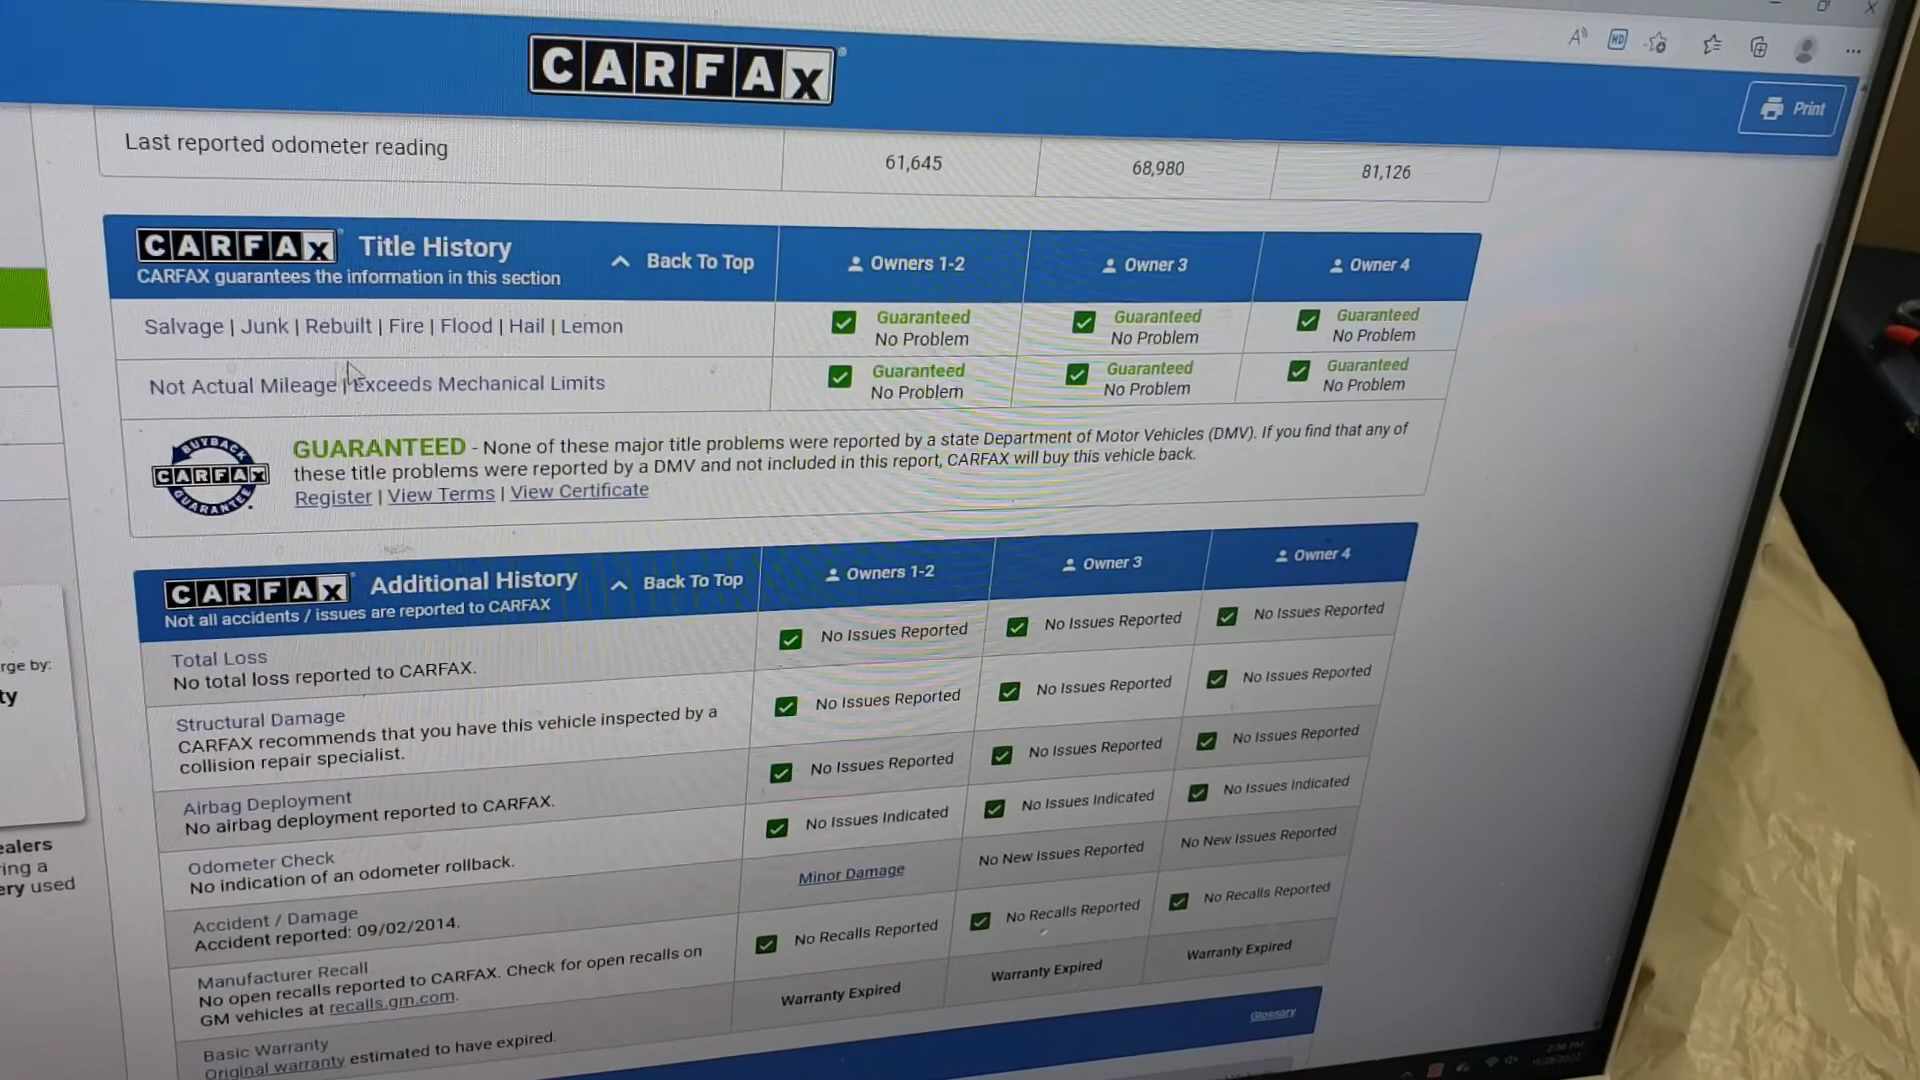 CARFAX
Print
Last reported odometer reading 61,645 68,980 81,126
CARFAX Title History
CARFAX guarantees the information in this section
Back To Top Owners 1-2 Owner 3 Owner 4
Salvage | Junk | Rebuilt | Fire | Flood | Hail | Lemon
Guaranteed No Problem
Guaranteed No Problem
Guaranteed No Problem
Not Actual Mileage | Exceeds Mechanical Limits
Guaranteed No Problem
Guaranteed No Problem
Guaranteed No Problem
BUYBACK
CARFAX
GUARANTEE
GUARANTEED - None of these major title problems were reported by a state Department of Motor Vehicles (DMV). If you find that any of
these title problems were reported by a DMV and not included in this report, CARFAX will buy this vehicle back.
Register | View Terms | View Certificate
CARFAX Additional History
Not all accidents / issues are reported to CARFAX
Back To Top Owners 1-2 Owner 3 Owner 4
Total Loss
No total loss reported to CARFAX.
No Issues Reported No Issues Reported No Issues Reported
Structural Damage
CARFAX recommends that you have this vehicle inspected by a
collision repair specialist.
No Issues Reported No Issues Reported No Issues Reported
Airbag Deployment
No airbag deployment reported to CARFAX.
No Issues Reported No Issues Reported No Issues Reported
Odometer Check
No indication of an odometer rollback.
No Issues Indicated No Issues Indicated No Issues Indicated
Accident / Damage
Accident reported: 09/02/2014.
Minor Damage No New Issues Reported No New Issues Reported
Manufacturer Recall
No open recalls reported to CARFAX. Check for open recalls on
GM vehicles at recalls.gm.com.
No Recalls Reported No Recalls Reported No Recalls Reported
Basic Warranty
Original warranty estimated to have expired.
Warranty Expired Warranty Expired Warranty Expired
Glossary
rge by:
ty
ealers
ing a
ery used